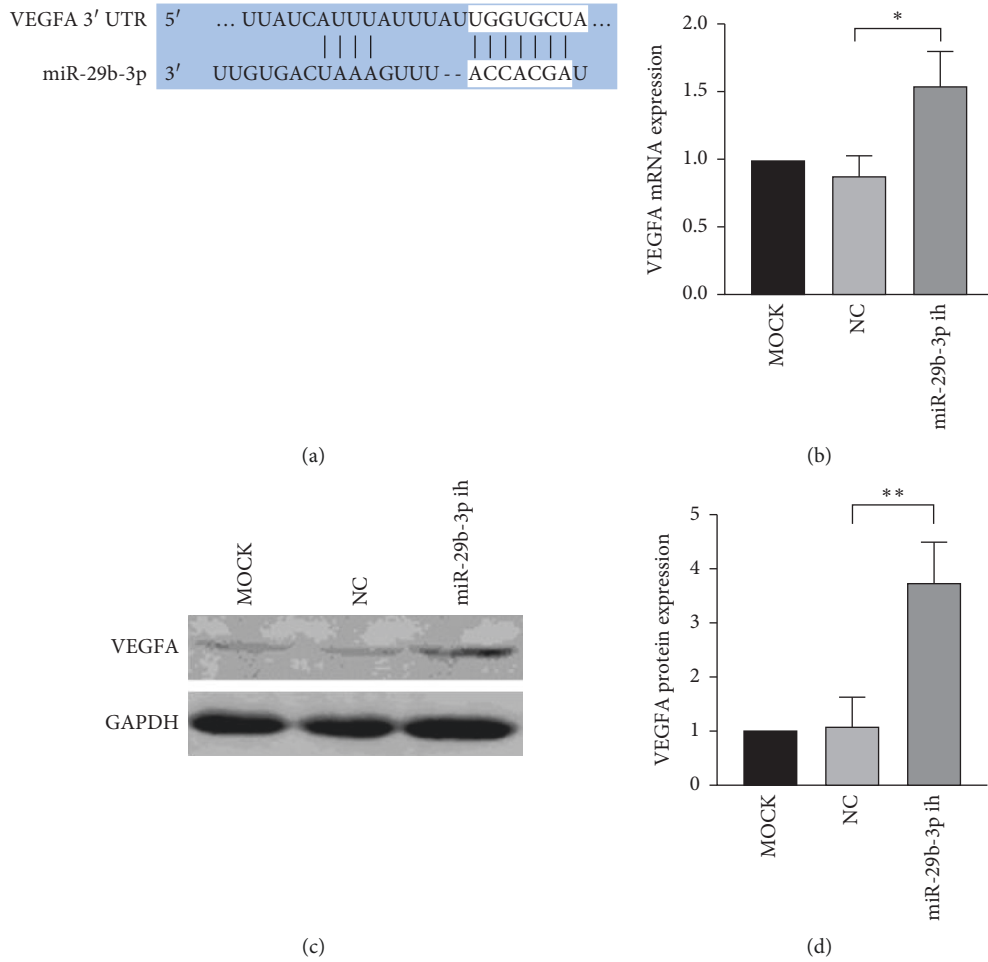 VEGFA 3′ UTR 5′ … UUAUCAUUUAUUUAUUGGUGCUA …
miR-29b-3p 3′ UUGUGACUAAAGUUU - - ACCACGAU
(a)
*
VEGFA mRNA expression
2.0
1.5
1.0
0.5
0.0
MOCK
NC
miR-29b-3p ih
(b)
MOCK
NC
miR-29b-3p ih
VEGFA
GAPDH
(c)
**
VEGFA protein expression
5
4
3
2
1
0
MOCK
NC
miR-29b-3p ih
(d)